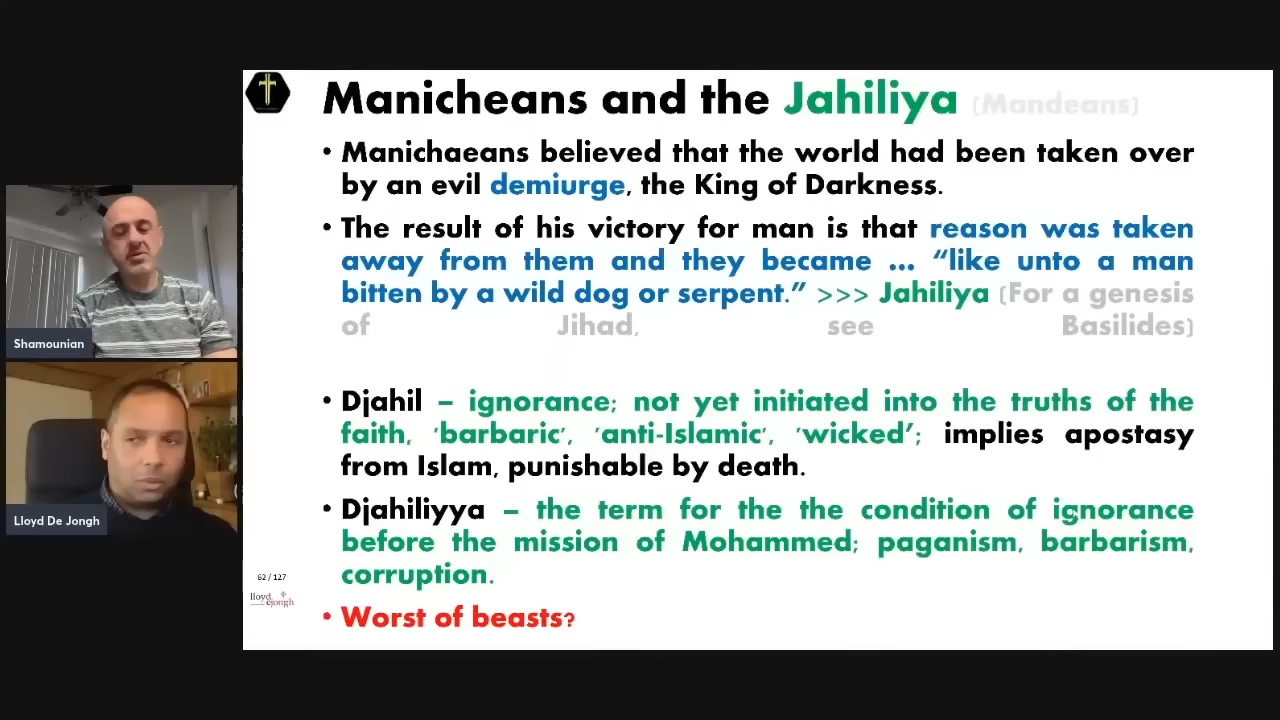 Manicheans and the Jahiliya (Mandeans)
• Manichaeans believed that the world had been taken over
by an evil demiurge, the King of Darkness.
• The result of his victory for man is that reason was taken
away from them and they became ... “like unto a man
bitten by a wild dog or serpent.” >>> Jahiliya (For a genesis
of Jihad, see Basilides)
• Djahil – ignorance; not yet initiated into the truths of the
faith, 'barbaric', 'anti-Islamic', 'wicked'; implies apostasy
from Islam, punishable by death.
• Djahiliyya – the term for the the condition of ignorance
before the mission of Mohammed; paganism, barbarism,
corruption.
• Worst of beasts?
62 / 127
lloyd
dejongh
Shamounian
Lloyd De Jongh